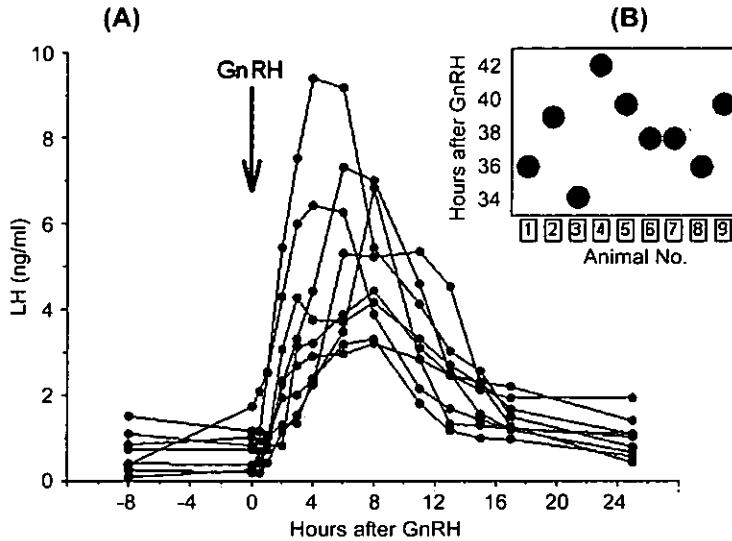 (A)
(B)
GnRH
LH (ng/ml)
10
8
6
4
2
0
-8
-4
0
4
8
12
16
20
24
Hours after GnRH
Hours after GnRH
42
40
38
36
34
1 2 3 4 5 6 7 8 9
Animal No.